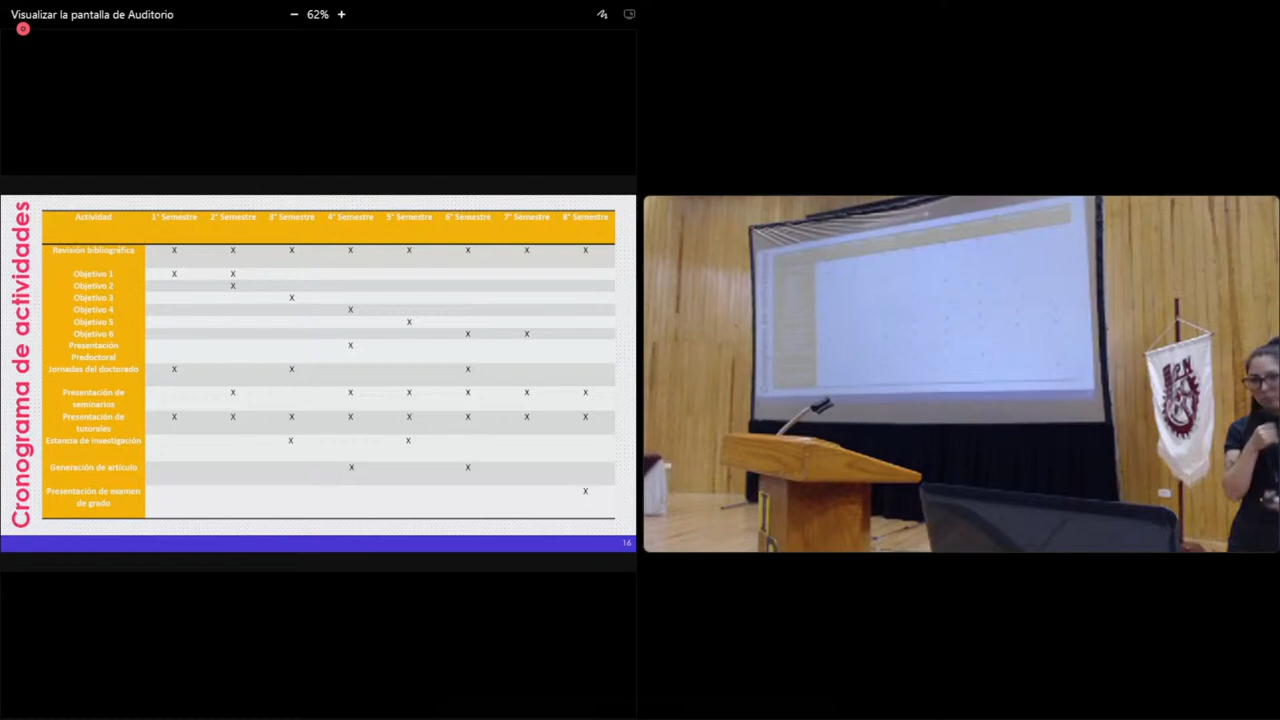 Visualizar la pantalla de Auditorio
− 62% +
Cronograma de actividades
Actividad 1° Semestre 2° Semestre 3° Semestre 4° Semestre 5° Semestre 6° Semestre 7° Semestre 8° Semestre
Revisión bibliográfica X X X X X X X X
Objetivo 1 X X
Objetivo 2 X
Objetivo 3 X
Objetivo 4 X
Objetivo 5 X
Objetivo 6 X X
Presentación X
Predoctoral
Jornadas del doctorado X X X
Presentación de X X X X X X
seminarios
Presentación de X X X X X X X X
tutorales
Estancia de investigación X X
Generación de artículo X X
Presentación de examen X
de grado
16